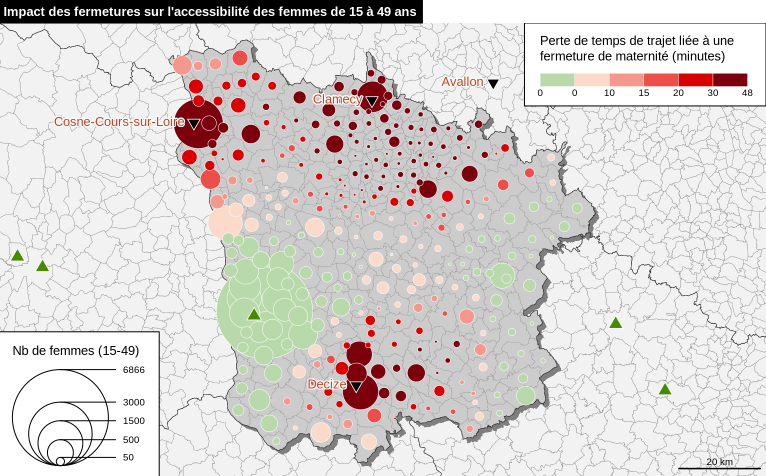 Impact des fermetures sur l'accessibilité des femmes de 15 à 49 ans
Perte de temps de trajet liée à une
fermeture de maternité (minutes)
0 0 10 15 20 30 48
Avallon
Clamecy
Cosne-Cours-sur-Loire
Decize
Nb de femmes (15-49)
6866
3000
1500
500
50
20 km